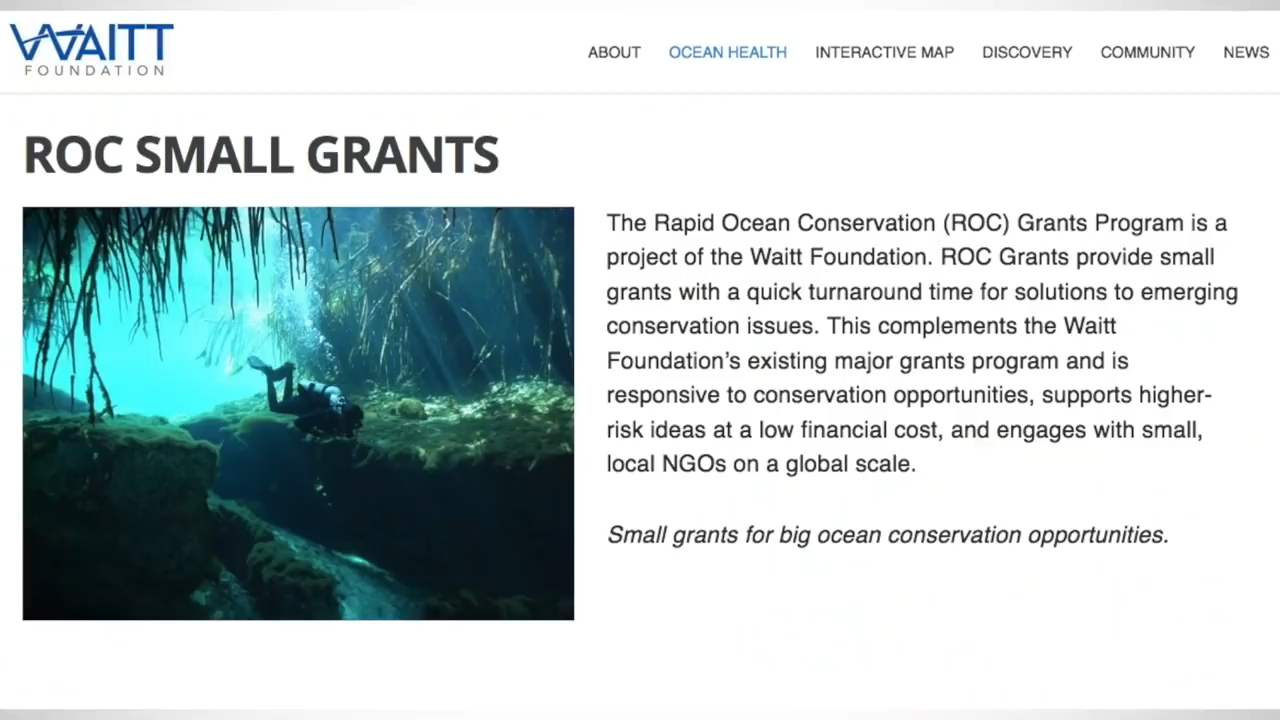 WAITT
FOUNDATION
ABOUT OCEAN HEALTH INTERACTIVE MAP DISCOVERY COMMUNITY NEWS
ROC SMALL GRANTS
The Rapid Ocean Conservation (ROC) Grants Program is a
project of the Waitt Foundation. ROC Grants provide small
grants with a quick turnaround time for solutions to emerging
conservation issues. This complements the Waitt
Foundation’s existing major grants program and is
responsive to conservation opportunities, supports higher-
risk ideas at a low financial cost, and engages with small,
local NGOs on a global scale.
Small grants for big ocean conservation opportunities.